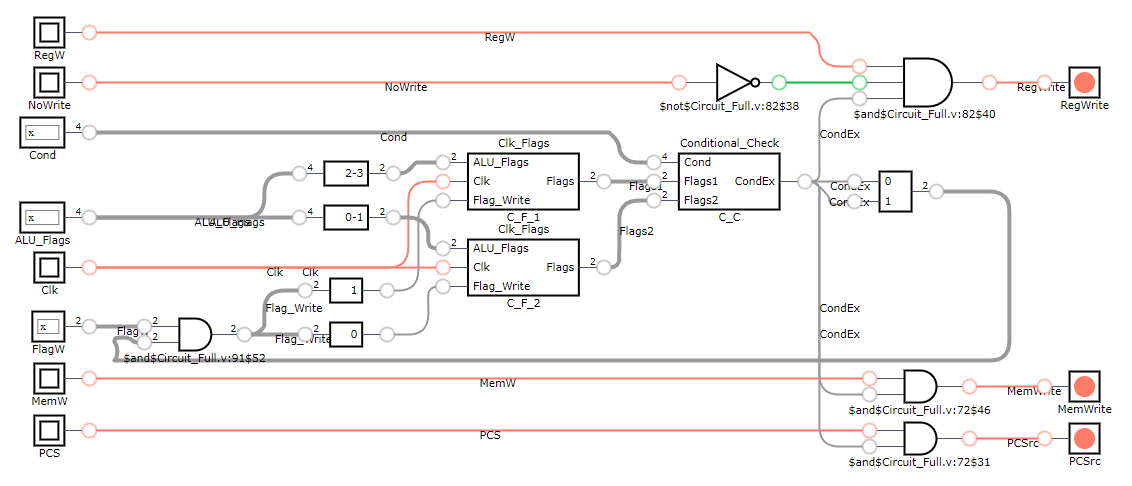 RegW
RegW
NoWrite
NoWrite
$not$Circuit_Full.v:82$38
$and$Circuit_Full.v:82$40
RegWrite
RegWrite
x
4
Cond
Cond
CondEx
Clk_Flags
4
2-3
2
2
ALU_Flags
Clk
Flag_Write
Flags
2
C_F_1
Flags1
Conditional_Check
4
Cond
2
Flags1
2
Flags2
CondEx
C_C
CondEx
CondEx
0
1
2
x
4
ALU_Flags
ALU_Flags
ALU_Flags
4
0-1
2
Clk_Flags
2
ALU_Flags
Clk
Flag_Write
Flags
2
C_F_2
Flags2
Clk
Clk
Clk
2
1
Flag_Write
2
0
Flag_Write
x
2
FlagW
FlagW
2
2
2
$and$Circuit_Full.v:91$52
CondEx
CondEx
MemW
MemW
$and$Circuit_Full.v:72$46
MemWrite
MemWrite
PCS
PCS
$and$Circuit_Full.v:72$31
PCSrc
PCSrc